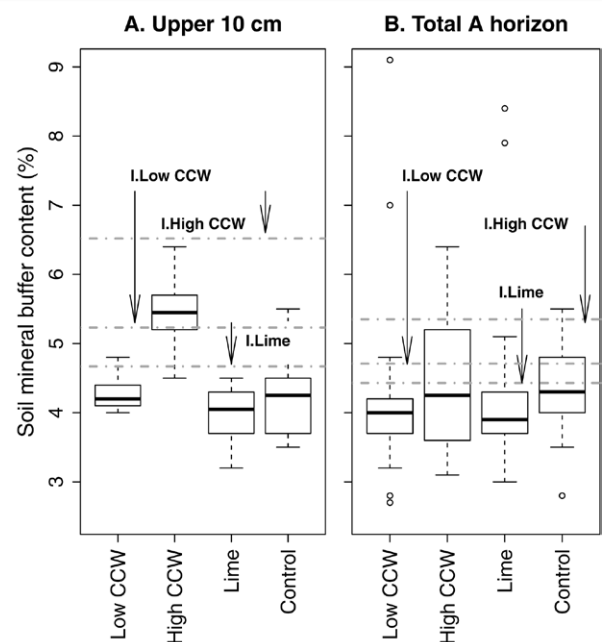 A. Upper 10 cm
B. Total A horizon
Soil mineral buffer content (%)
9
8
7
6
5
4
3
I.Low CCW
I.High CCW
I.Lime
I.Low CCW
I.High CCW
I.Lime
Low CCW
High CCW
Lime
Control
Low CCW
High CCW
Lime
Control